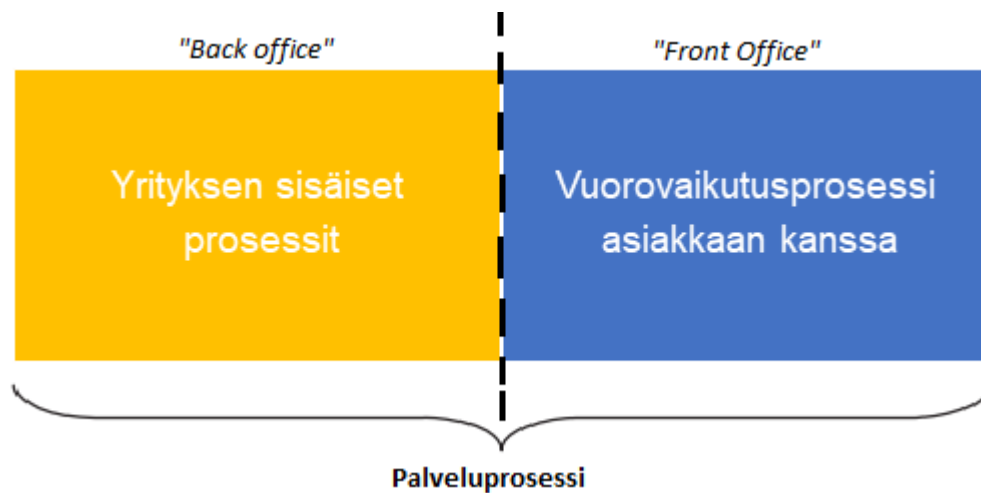 "Back office"
"Front Office"
Yrityksen sisäiset
prosessit
Vuorovaikutusprosessi
asiakkaan kanssa
Palveluprosessi